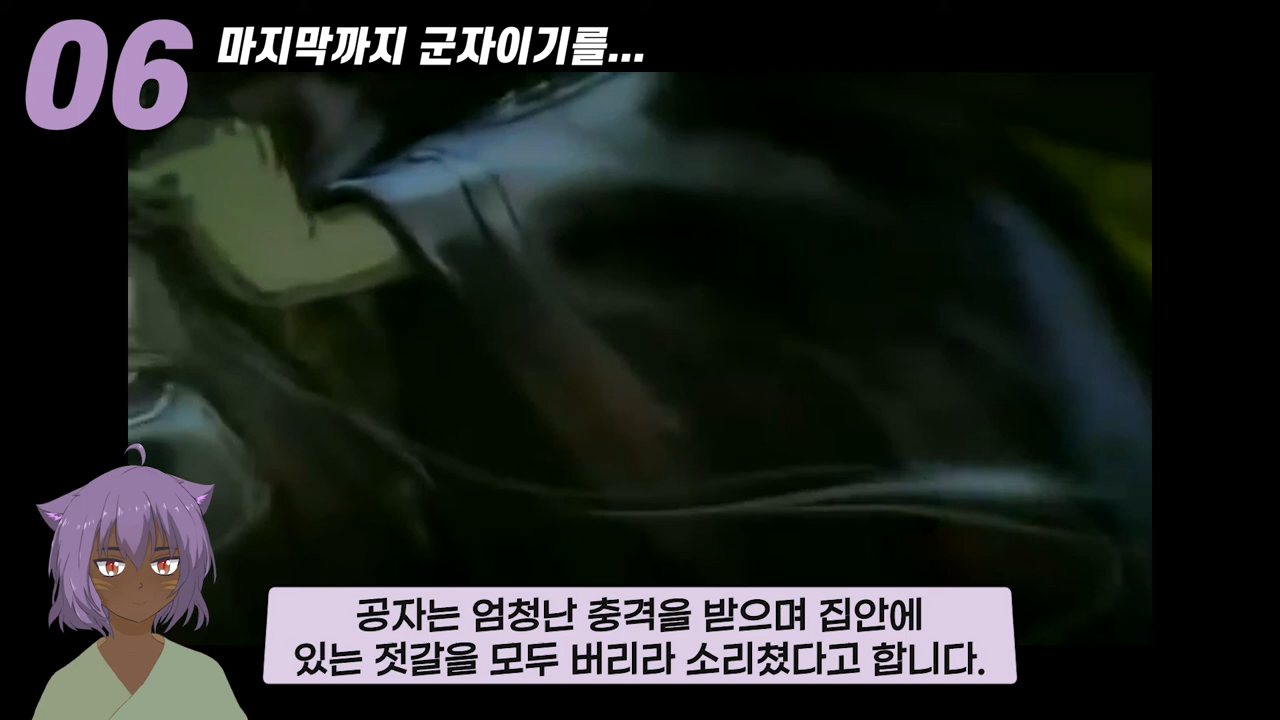 06
마지막까지 군자이기를...
공자는 엄청난 충격을 받으며 집안에
있는 젓갈을 모두 버리라 소리쳤다고 합니다.